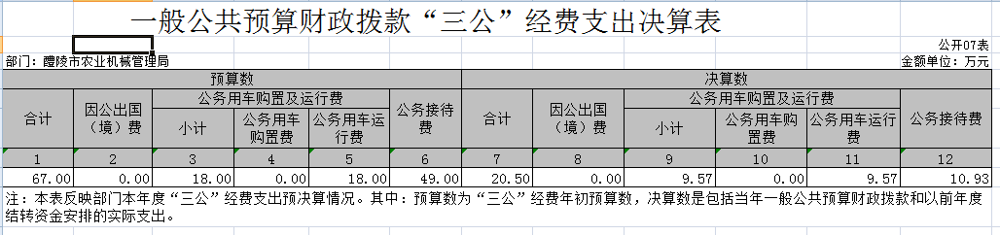 一般公共预算财政拨款“三公”经费支出决算表
公开07表
部门：醴陵市农业机械管理局 金额单位：万元
预算数 决算数
合计 因公出国（境）费 公务用车购置及运行费 公务接待费 合计 因公出国（境）费 公务用车购置及运行费 公务接待费
小计 公务用车购置费 公务用车运行费 小计 公务用车购置费 公务用车运行费
1 2 3 4 5 6 7 8 9 10 11 12
67.00 0.00 18.00 0.00 18.00 49.00 20.50 0.00 9.57 0.00 9.57 10.93
注：本表反映部门本年度“三公”经费支出预决算情况。其中：预算数为“三公”经费年初预算数，决算数是包括当年一般公共预算财政拨款和以前年度
结转资金安排的实际支出。